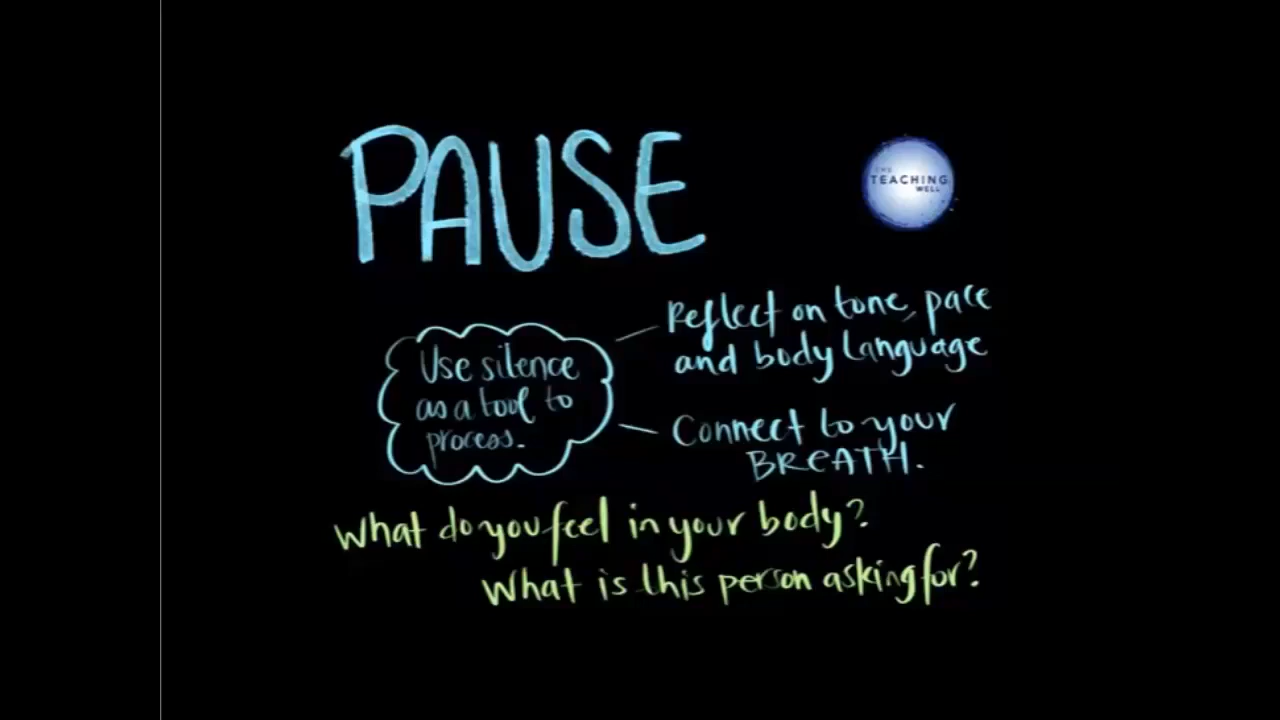 PAUSE
THE
TEACHING
WELL
Reflect on tone, pace
and body language
Use silence
as a tool to
process.
Connect to your
BREATH.
What do you feel in your body?
What is this person asking for?